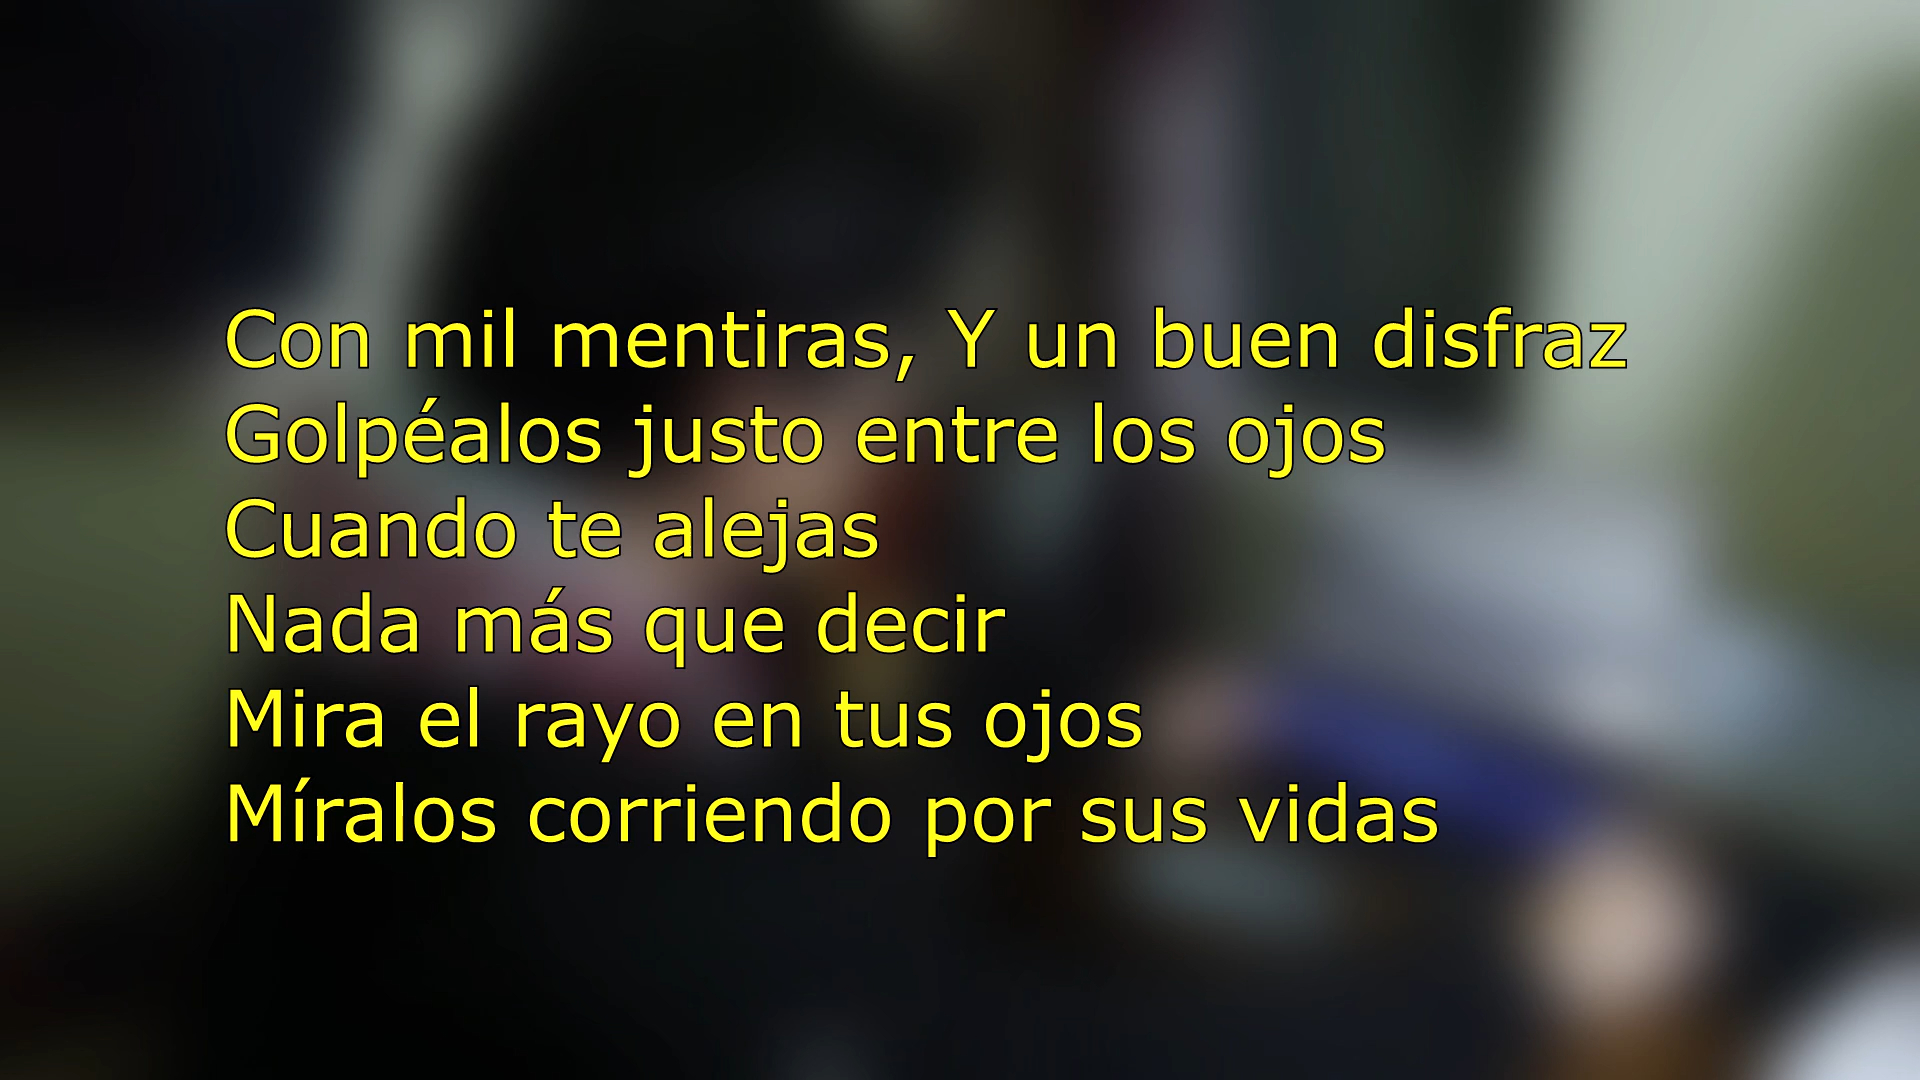 Con mil mentiras, Y un buen disfraz
Golpéalos justo entre los ojos
Cuando te alejas
Nada más que decir
Mira el rayo en tus ojos
Míralos corriendo por sus vidas